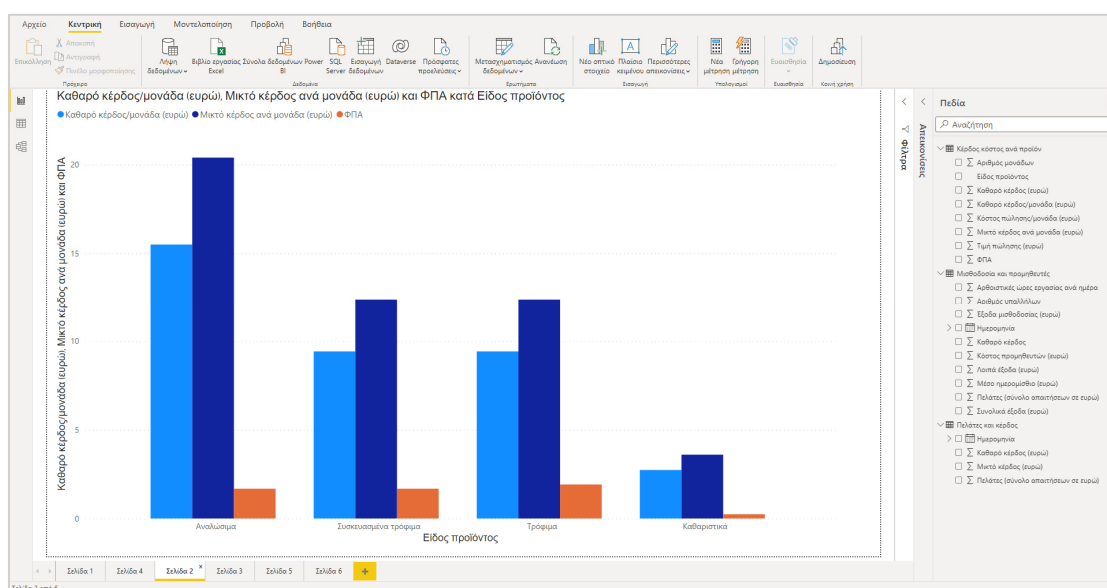 Αρχείο Κεντρική Εισαγωγή Μοντελοποίηση Προβολή Βοήθεια
Επικόλληση
Αποκοπή
Αντιγραφή
Πινέλο μορφοποίησης
Λήψη δεδομένων
Βιβλίο εργασίας Excel
Σύνολα δεδομένων Power BI
SQL Server
Εισαγωγή δεδομένων
Dataverse
Πρόσφατες προελεύσεις
Μετασχηματισμός δεδομένων
Ανανέωση
Νέο οπτικό στοιχείο
Πλαίσιο κειμένου
Περισσότερες απεικονίσεις
Νέα μέτρηση
Γρήγορη μέτρηση
Ευαισθησία
Δημοσίευση
Πρόχειρο Δεδομένα Ερωτήματα Εισαγωγή Υπολογισμοί Ευαισθησία Κοινή χρήση
Καθαρό κέρδος/μονάδα (ευρώ), Μικτό κέρδος ανά μονάδα (ευρώ) και ΦΠΑ κατά Είδος προϊόντος
Καθαρό κέρδος/μονάδα (ευρώ) Μικτό κέρδος ανά μονάδα (ευρώ) ΦΠΑ
Καθαρό κέρδος/μονάδα (ευρώ), Μικτό κέρδος ανά μονάδα (ευρώ) και ΦΠΑ
20
15
10
5
0
Αναλώσιμα Συσκευασμένα τρόφιμα Τρόφιμα Καθαριστικά
Είδος προϊόντος
Φίλτρα
Απεικονίσεις
Πεδία
Αναζήτηση
Κέρδος κόστος ανά προϊόν
Αριθμός μονάδων
Είδος προϊόντος
Καθαρό κέρδος (ευρώ)
Καθαρό κέρδος/μονάδα (ευρώ)
Κόστος πώλησης/μονάδα (ευρώ)
Μικτό κέρδος ανά μονάδα (ευρώ)
Τιμή πώλησης (ευρώ)
ΦΠΑ
Μισθοδοσία και προμηθευτές
Αρθοιστικές ώρες εργασίας ανά ημέρα
Αριθμός υπαλλήλων
Εξοδα μισθοδοσίας (ευρώ)
Ημερομηνία
Καθαρό κέρδος
Κόστος προμηθευτών (ευρώ)
Λοιπά έξοδα (ευρώ)
Μέσο ημερομίσθιο (ευρώ)
Πελάτες (σύνολο απαιτήσεων σε ευρώ)
Συνολικά έξοδα (ευρώ)
Πελάτες και κέρδος
Ημερομηνία
Καθαρό κέρδος (ευρώ)
Μικτό κέρδος (ευρώ)
Πελάτες (σύνολο απαιτήσεων σε ευρώ)
Σελίδα 1 Σελίδα 4 Σελίδα 2 Σελίδα 3 Σελίδα 5 Σελίδα 6